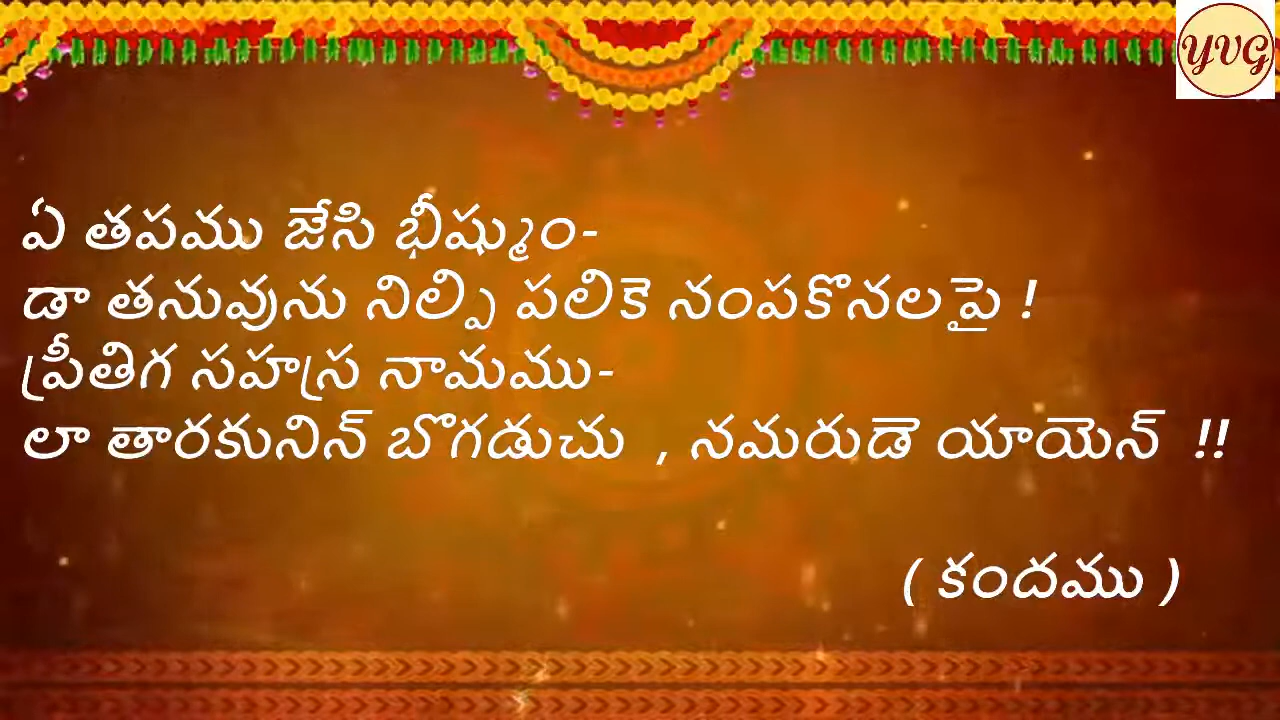 YVG
ఏ తపము జేసి భీష్ముం-
డా తనువును నిల్పి పలికె నంపకొనలపై !
ప్రీతిగ సహస్ర నామము-
లా తారకునిన్ బొగడుచు , నమరుడె యాయెన్ !!
( కందము )